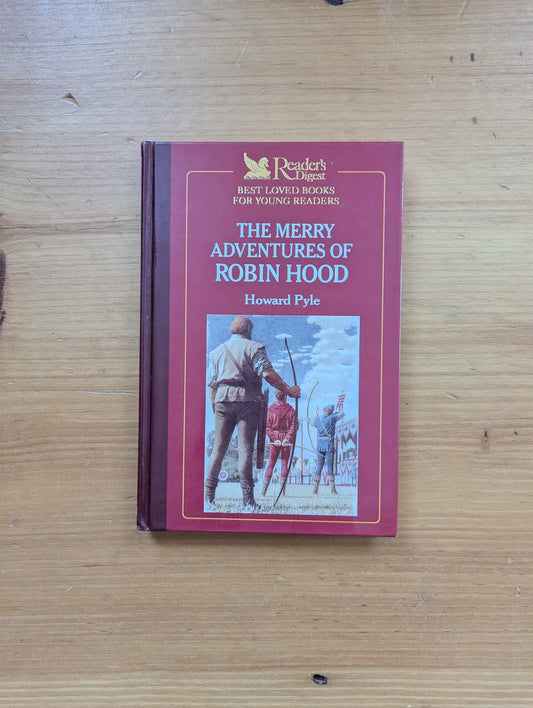 Reader's
Digest
BEST LOVED BOOKS
FOR YOUNG READERS
THE MERRY
ADVENTURES OF
ROBIN HOOD
Howard Pyle